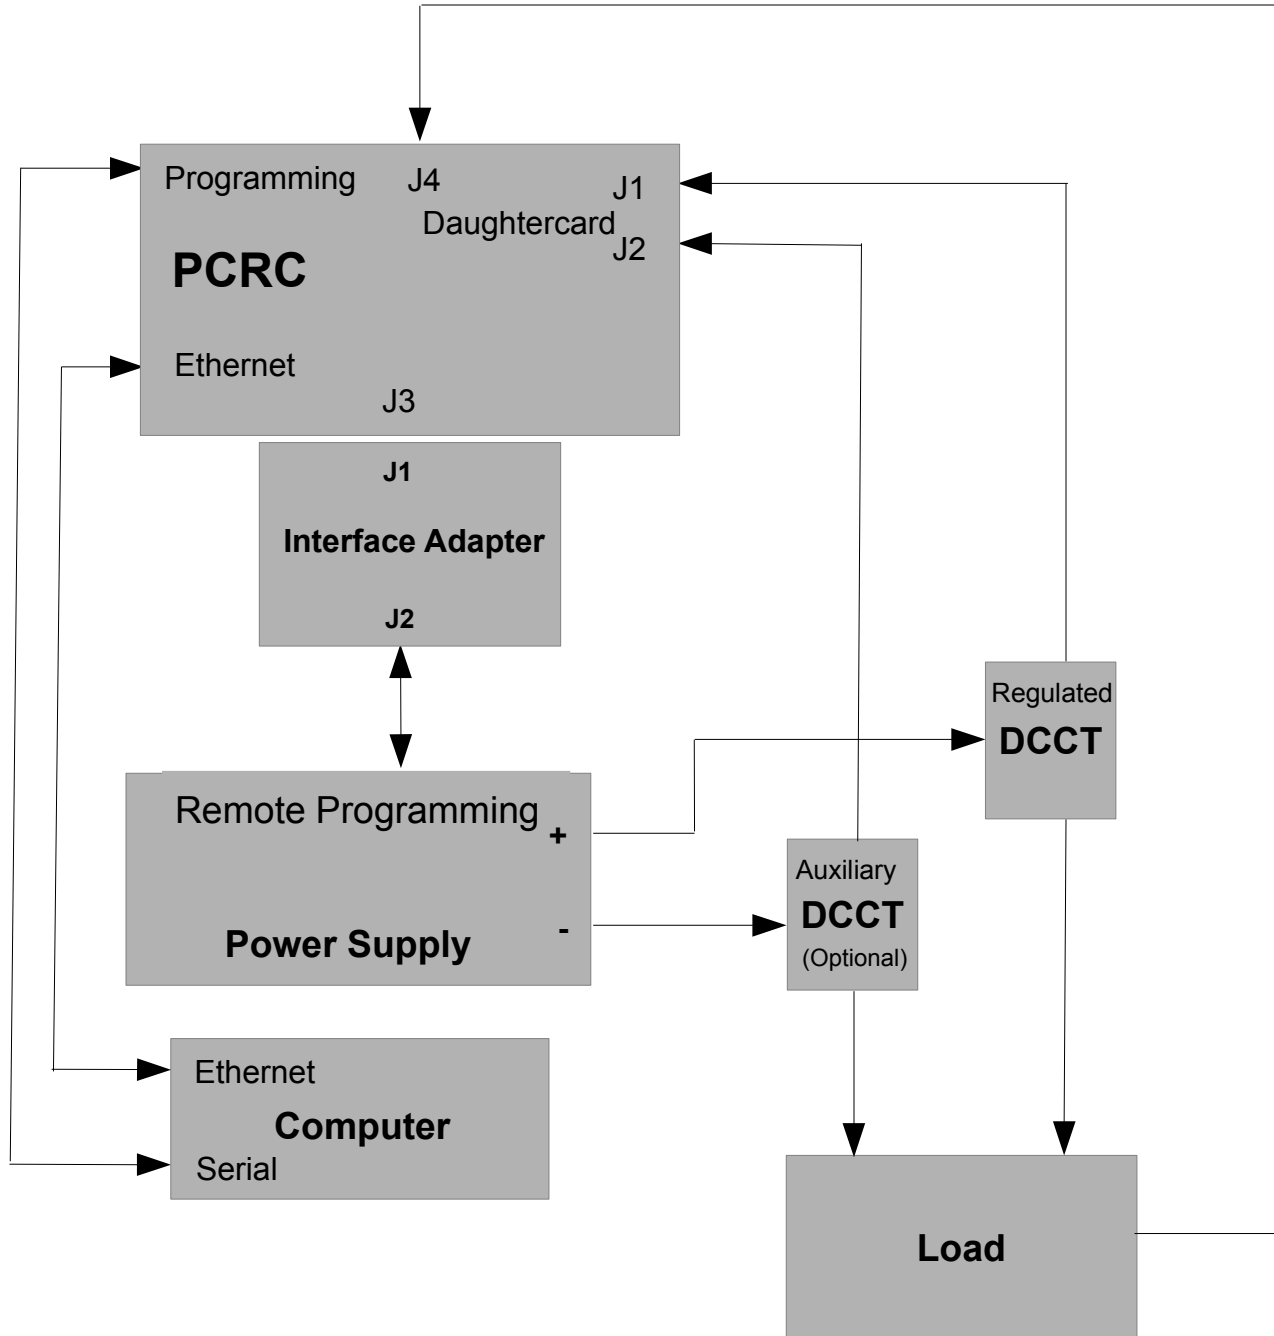 Programming
J4
J1
Daughtercard
J2
PCRC
Ethernet
J3
J1
Interface Adapter
J2
Regulated
DCCT
Remote Programming
+
Auxiliary
DCCT
(Optional)
-
Power Supply
Ethernet
Computer
Serial
Load